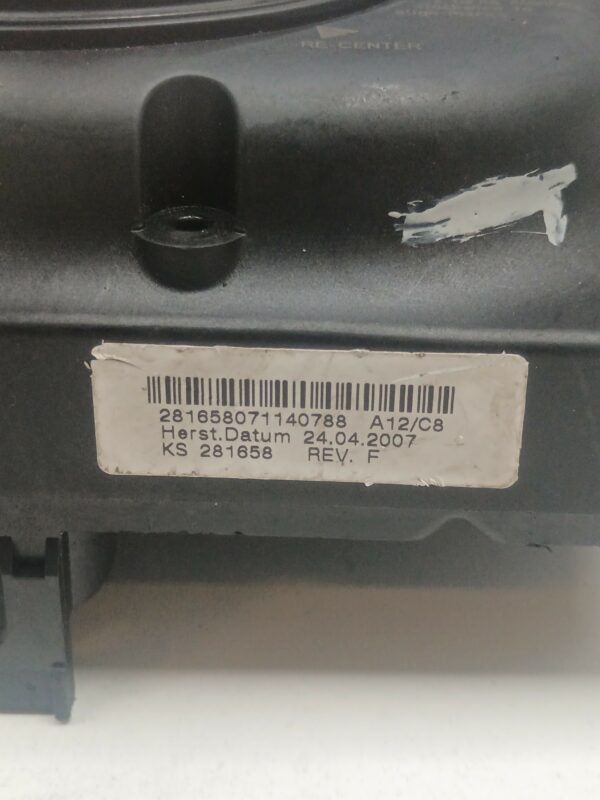 RE-CENTER
281658071140788 A12/C8
Herst.Datum 24.04.2007
KS 281658 REV. F